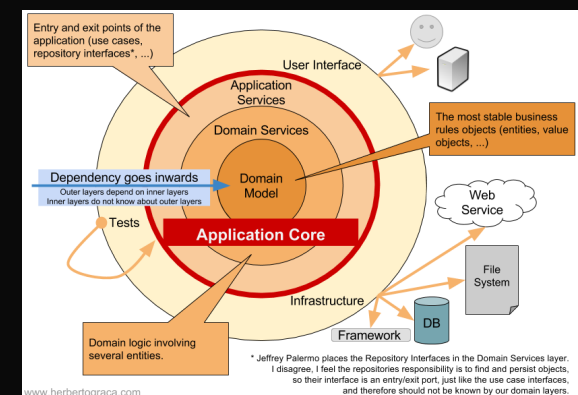 Entry and exit points of the
application (use cases,
repository interfaces*, ...)
User Interface
Application
Services
Domain Services
The most stable business
rules objects (entities, value
objects, ...)
Dependency goes inwards
Outer layers depend on inner layers
Inner layers do not know about outer layers
Domain
Model
Web
Service
Tests
Application Core
File
System
Infrastructure
DB
Framework
Domain logic involving
several entities.
* Jeffrey Palermo places the Repository Interfaces in the Domain Services layer.
I disagree, I feel the repositories responsibility is to find and persist objects,
so their interface is an entry/exit port, just like the use case interfaces,
and therefore should not be known by our domain layers.
www.herbertograca.com